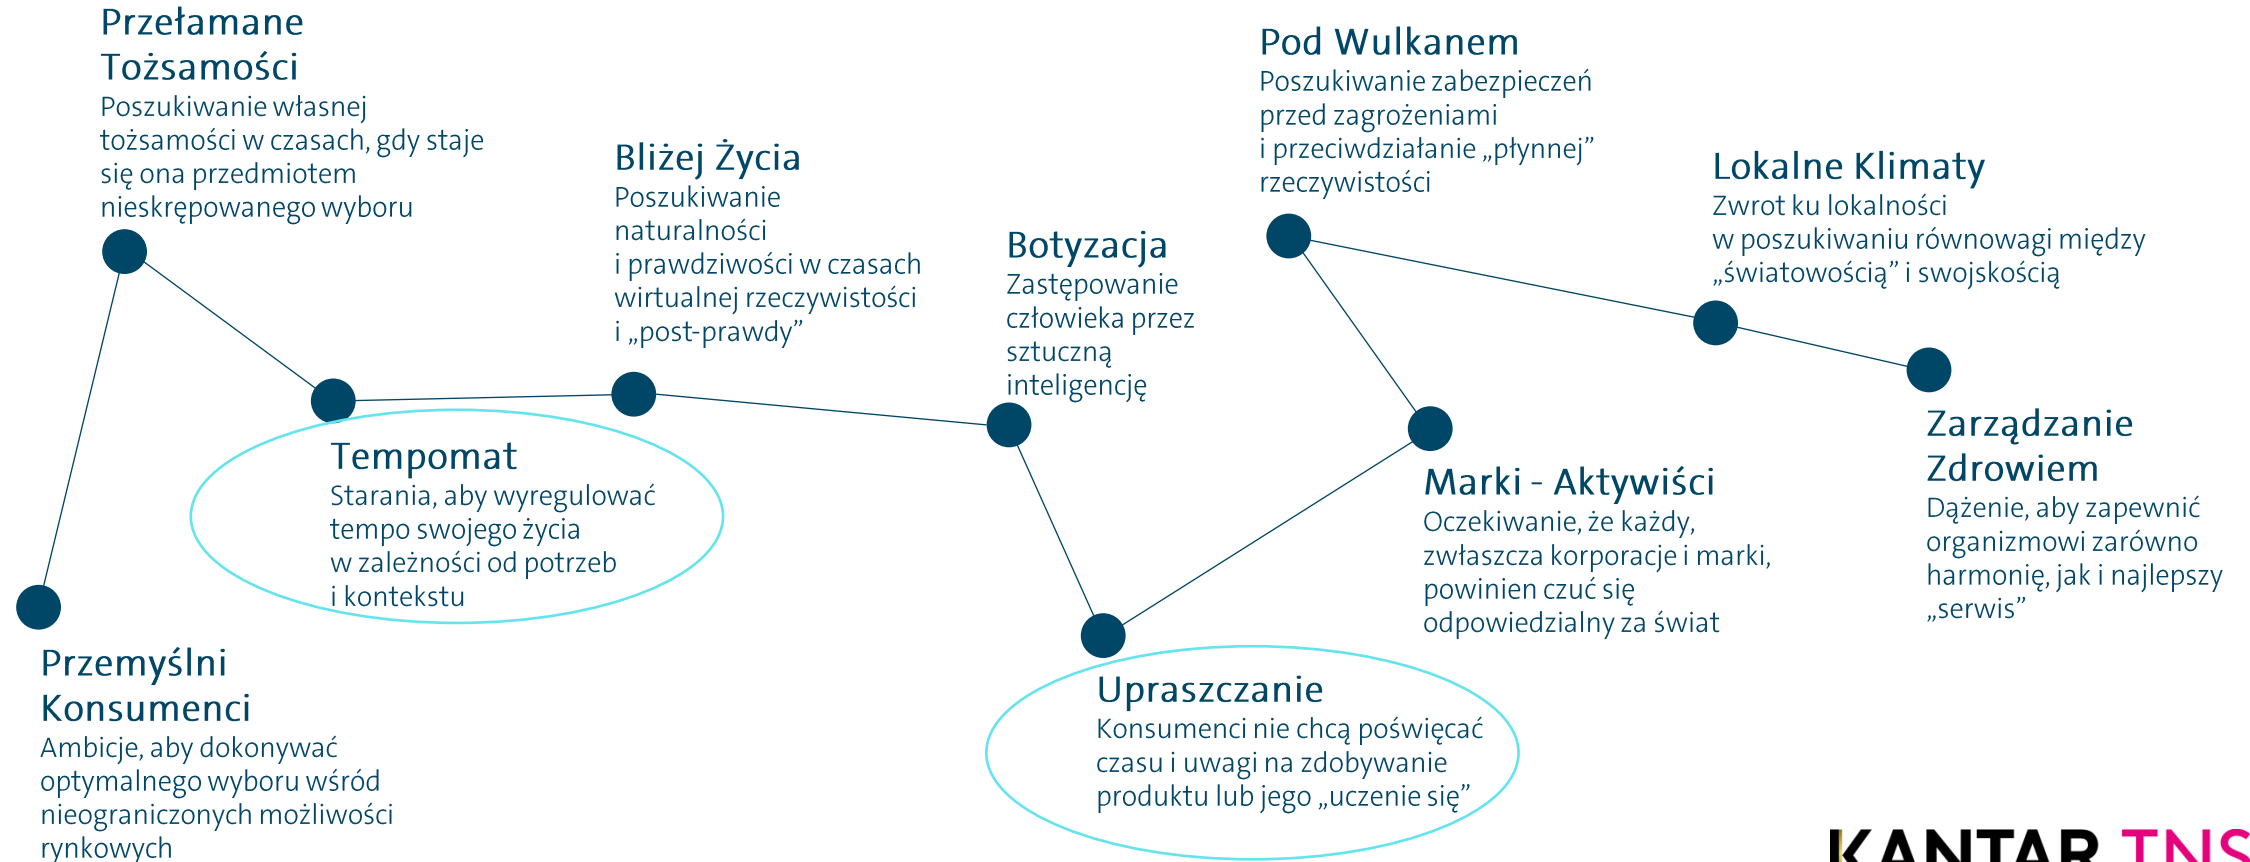 Przełamane
Tożsamości
Poszukiwanie własnej
tożsamości w czasach, gdy staje
się ona przedmiotem
nieskrępowanego wyboru
Bliżej Życia
Poszukiwanie
naturalności
i prawdziwości w czasach
wirtualnej rzeczywistości
i „post-prawdy”
Botyzacja
Zastępowanie
człowieka przez
sztuczną
inteligencję
Pod Wulkanem
Poszukiwanie zabezpieczeń
przed zagrożeniami
i przeciwdziałanie „płynnej”
rzeczywistości
Lokalne Klimaty
Zwrot ku lokalności
w poszukiwaniu równowagi między
„światowością” i swojskością
Tempomat
Starania, aby wyregulować
tempo swojego życia
w zależności od potrzeb
i kontekstu
Marki - Aktywiści
Oczekiwanie, że każdy,
zwłaszcza korporacje i marki,
powinien czuć się
odpowiedzialny za świat
Zarządzanie
Zdrowiem
Dążenie, aby zapewnić
organizmowi zarówno
harmonię, jak i najlepszy
„serwis”
Przemyślni
Konsumenci
Ambicje, aby dokonywać
optymalnego wyboru wśród
nieograniczonych możliwości
rynkowych
Upraszczanie
Konsumenci nie chcą poświęcać
czasu i uwagi na zdobywanie
produktu lub jego „uczenie się”
KANTAR TNS